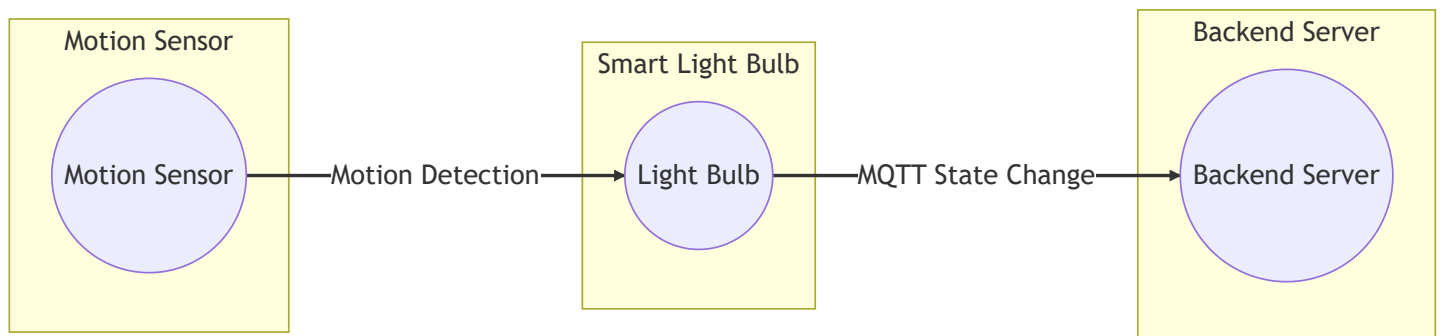 Motion Sensor
Smart Light Bulb
Backend Server
Motion Sensor
Motion Detection
Light Bulb
MQTT State Change
Backend Server